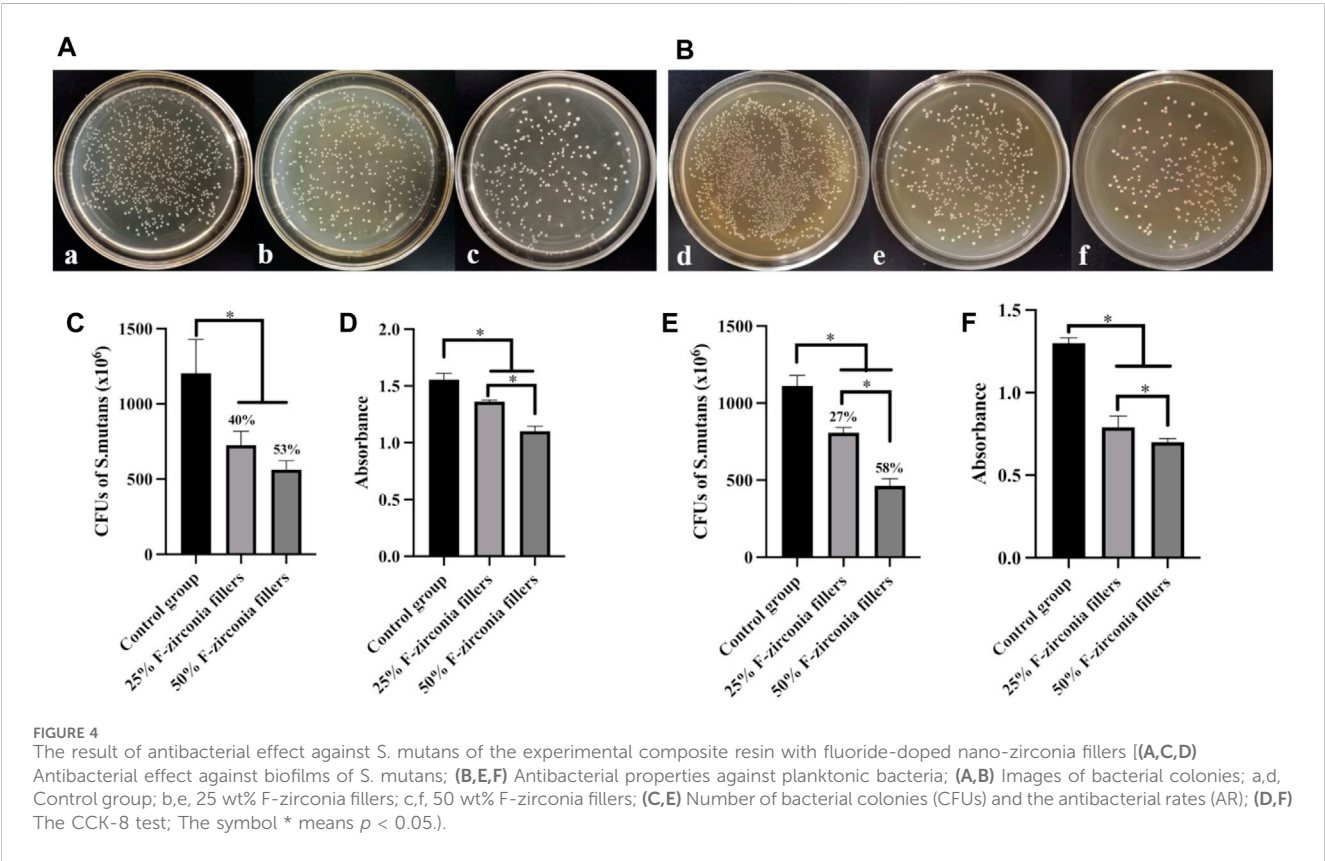 A
B
a
b
c
d
e
f
C
CFUs of S.mutans (x10⁶)
1500
1000
500
0
*
40%
53%
Control group
25% F-zirconia fillers
50% F-zirconia fillers
D
Absorbance
2.0
1.5
1.0
0.5
0.0
*
*
Control group
25% F-zirconia fillers
50% F-zirconia fillers
E
CFUs of S.mutans (x10⁶)
1500
1000
500
0
*
*
27%
58%
Control group
25% F-zirconia fillers
50% F-zirconia fillers
F
Absorbance
1.5
1.0
0.5
0.0
*
*
Control group
25% F-zirconia fillers
50% F-zirconia fillers
FIGURE 4
The result of antibacterial effect against S. mutans of the experimental composite resin with fluoride-doped nano-zirconia fillers [(A,C,D)
Antibacterial effect against biofilms of S. mutans; (B,E,F) Antibacterial properties against planktonic bacteria; (A,B) Images of bacterial colonies; a,d,
Control group; b,e, 25 wt% F-zirconia fillers; c,f, 50 wt% F-zirconia fillers; (C,E) Number of bacterial colonies (CFUs) and the antibacterial rates (AR); (D,F)
The CCK-8 test; The symbol * means p < 0.05.).